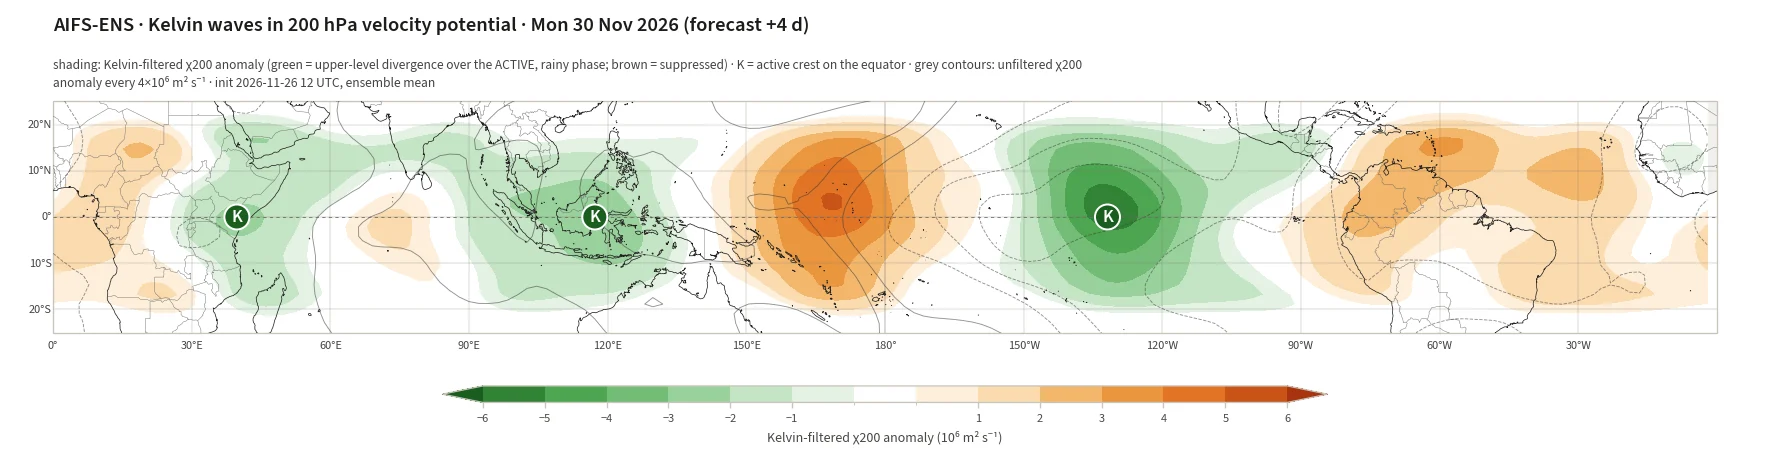 AIFS-ENS · Kelvin waves in 200 hPa velocity potential · Mon 30 Nov 2026 (forecast +4 d)
shading: Kelvin-filtered χ200 anomaly (green = upper-level divergence over the ACTIVE, rainy phase; brown = suppressed) · K = active crest on the equator · grey contours: unfiltered χ200
anomaly every 4×10⁶ m² s⁻¹ · init 2026-11-26 12 UTC, ensemble mean
20°N
10°N
0°
10°S
20°S
K K K
0° 30°E 60°E 90°E 120°E 150°E 180° 150°W 120°W 90°W 60°W 30°W
−6 −5 −4 −3 −2 −1 1 2 3 4 5 6
Kelvin-filtered χ200 anomaly (10⁶ m² s⁻¹)